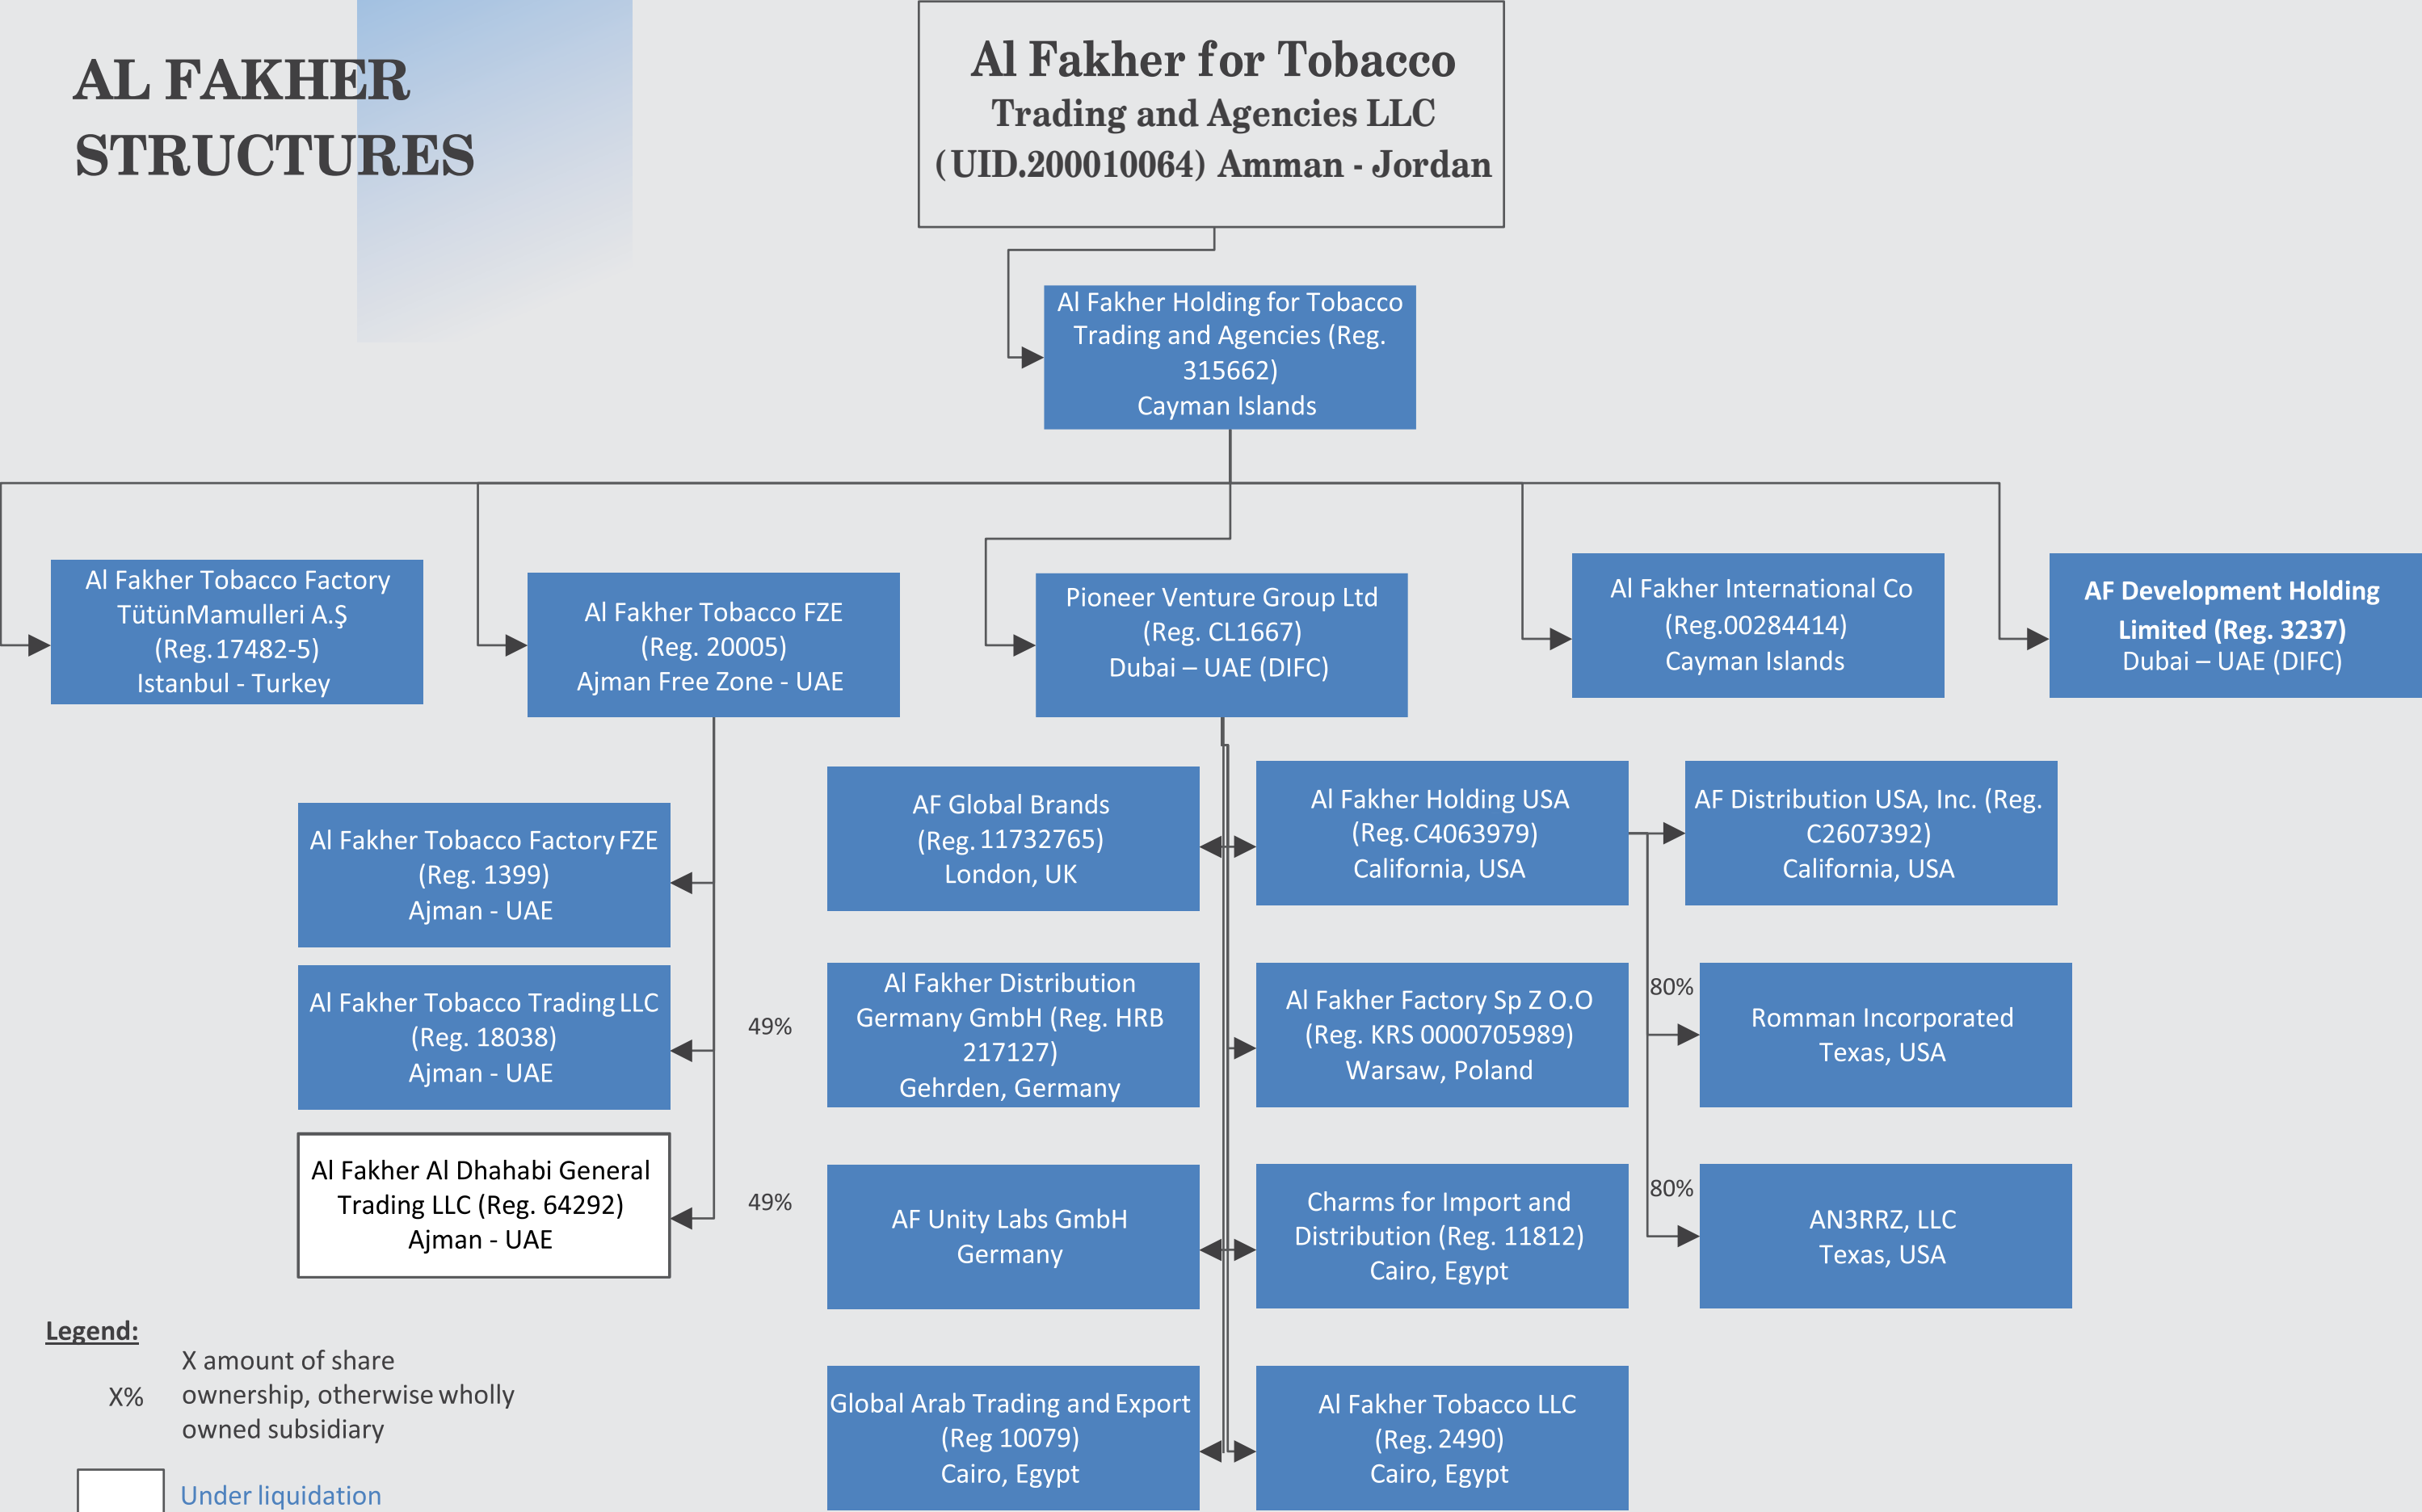 AL FAKHER
STRUCTURES
Al Fakher for Tobacco
Trading and Agencies LLC
(UID.200010064) Amman - Jordan
Al Fakher Holding for Tobacco
Trading and Agencies (Reg.
315662)
Cayman Islands
Al Fakher Tobacco Factory
TütünMamulleri A.Ş
(Reg.17482-5)
Istanbul - Turkey
Al Fakher Tobacco FZE
(Reg. 20005)
Ajman Free Zone - UAE
Pioneer Venture Group Ltd
(Reg. CL1667)
Dubai – UAE (DIFC)
Al Fakher International Co
(Reg.00284414)
Cayman Islands
AF Development Holding
Limited (Reg. 3237)
Dubai – UAE (DIFC)
Al Fakher Tobacco Factory FZE
(Reg. 1399)
Ajman - UAE
Al Fakher Tobacco Trading LLC
(Reg. 18038)
Ajman - UAE
49%
Al Fakher Al Dhahabi General
Trading LLC (Reg. 64292)
Ajman - UAE
49%
AF Global Brands
(Reg. 11732765)
London, UK
Al Fakher Holding USA
(Reg. C4063979)
California, USA
AF Distribution USA, Inc. (Reg.
C2607392)
California, USA
Al Fakher Distribution
Germany GmbH (Reg. HRB
217127)
Gehrden, Germany
Al Fakher Factory Sp Z O.O
(Reg. KRS 0000705989)
Warsaw, Poland
80%
Romman Incorporated
Texas, USA
AF Unity Labs GmbH
Germany
Charms for Import and
Distribution (Reg. 11812)
Cairo, Egypt
80%
AN3RRZ, LLC
Texas, USA
Global Arab Trading and Export
(Reg 10079)
Cairo, Egypt
Al Fakher Tobacco LLC
(Reg. 2490)
Cairo, Egypt
Legend:
X%
X amount of share
ownership, otherwise wholly
owned subsidiary
Under liquidation